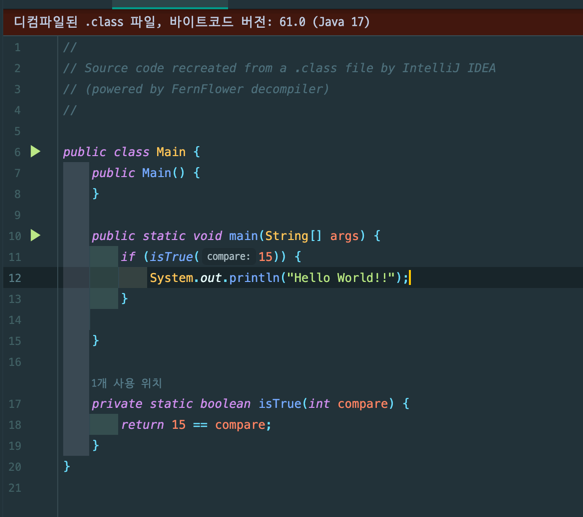 디컴파일된 .class 파일, 바이트코드 버전: 61.0 (Java 17)
1 //
2 // Source code recreated from a .class file by IntelliJ IDEA
3 // (powered by FernFlower decompiler)
4 //
5
6 public class Main {
7 public Main() {
8 }
9
10 public static void main(String[] args) {
11 if (isTrue( compare: 15)) {
12 System.out.println("Hello World!!");
13 }
14
15 }
16
1개 사용 위치
17 private static boolean isTrue(int compare) {
18 return 15 == compare;
19 }
20 }
21